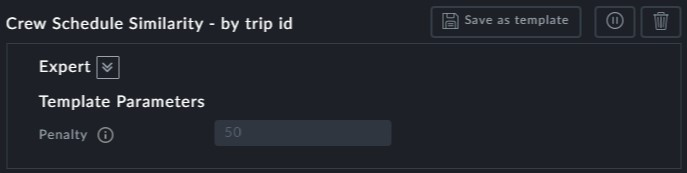 Crew Schedule Similarity - by trip id
Save as template
Expert
Template Parameters
Penalty
50